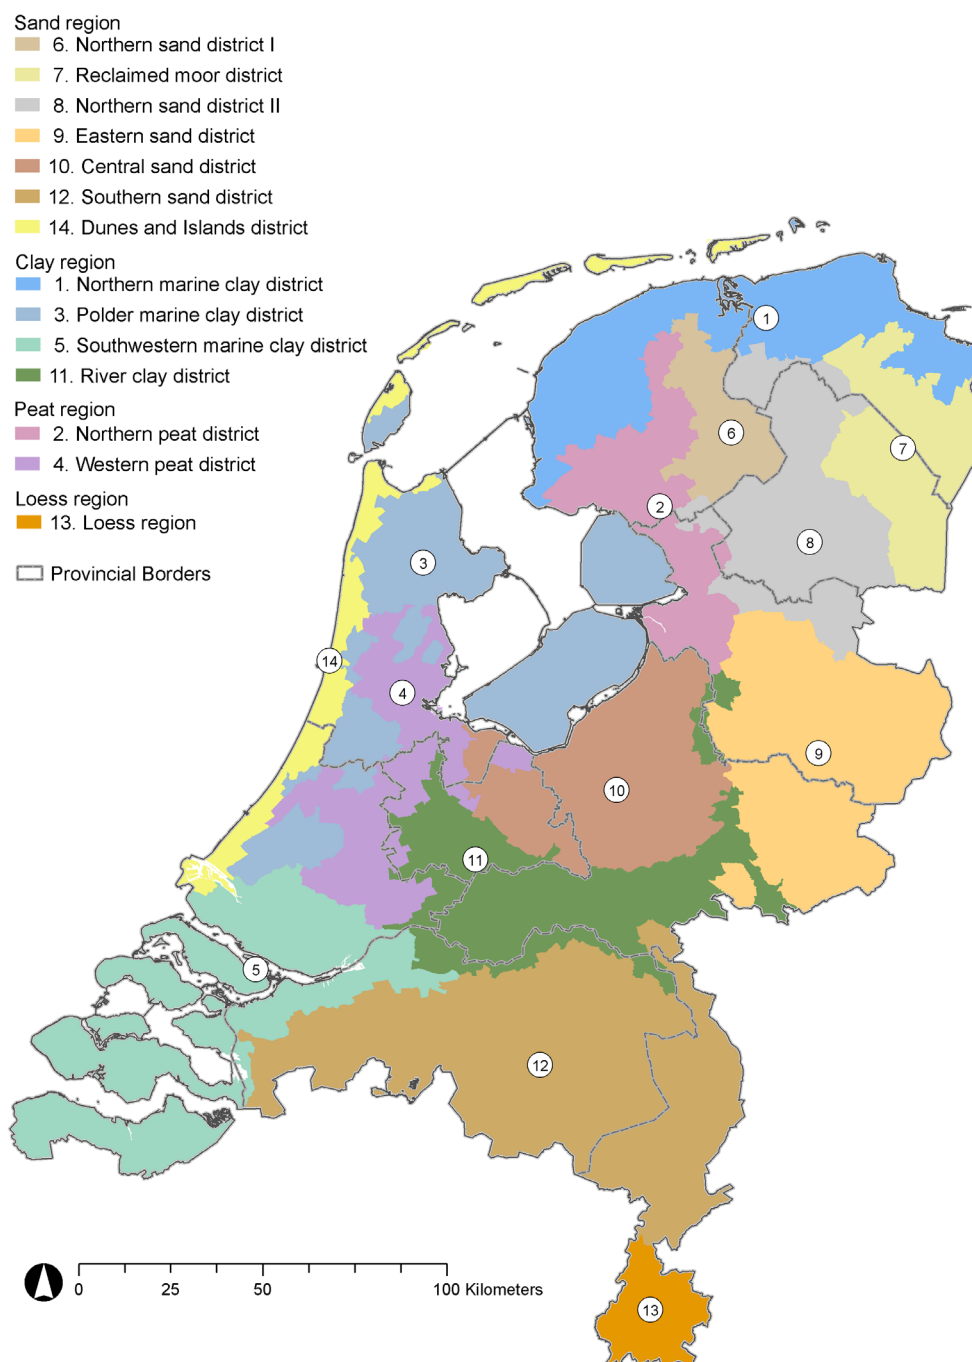 Sand region
6. Northern sand district I
7. Reclaimed moor district
8. Northern sand district II
9. Eastern sand district
10. Central sand district
12. Southern sand district
14. Dunes and Islands district
Clay region
1. Northern marine clay district
3. Polder marine clay district
5. Southwestern marine clay district
11. River clay district
Peat region
2. Northern peat district
4. Western peat district
Loess region
13. Loess region
Provincial Borders
1
6
7
2
8
3
14
4
9
10
11
5
12
13
0 25 50 100 Kilometers